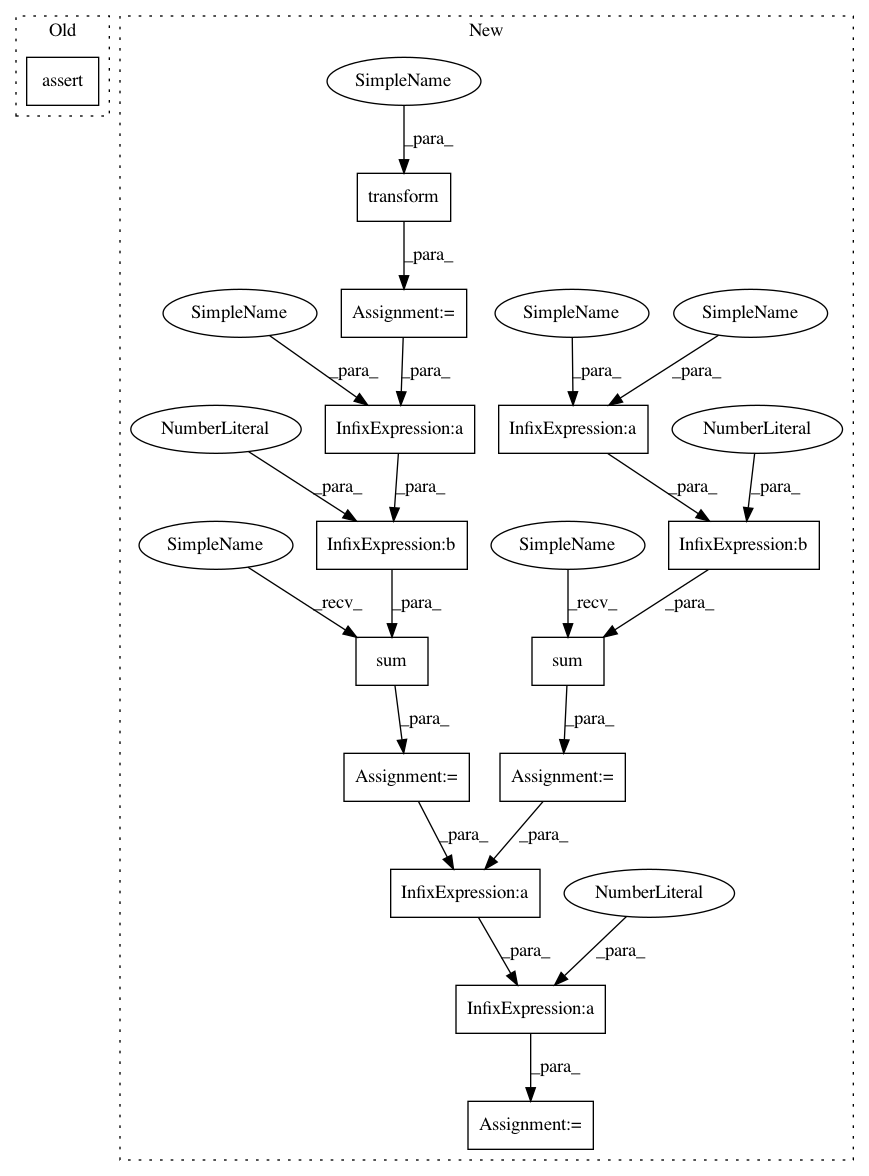 Old
New
assert
SimpleName
_para_
transform
_para_
SimpleName
Assignment:=
SimpleName
SimpleName
_para_
_para_
_para_
_para_
NumberLiteral
InfixExpression:a
InfixExpression:a
NumberLiteral
_para_
_para_
_para_
_para_
SimpleName
InfixExpression:b
SimpleName
InfixExpression:b
_recv_
_para_
_recv_
_para_
sum
sum
_para_
_para_
Assignment:=
Assignment:=
_para_
_para_
InfixExpression:a
NumberLiteral
_para_
_para_
InfixExpression:a
_para_
Assignment:=